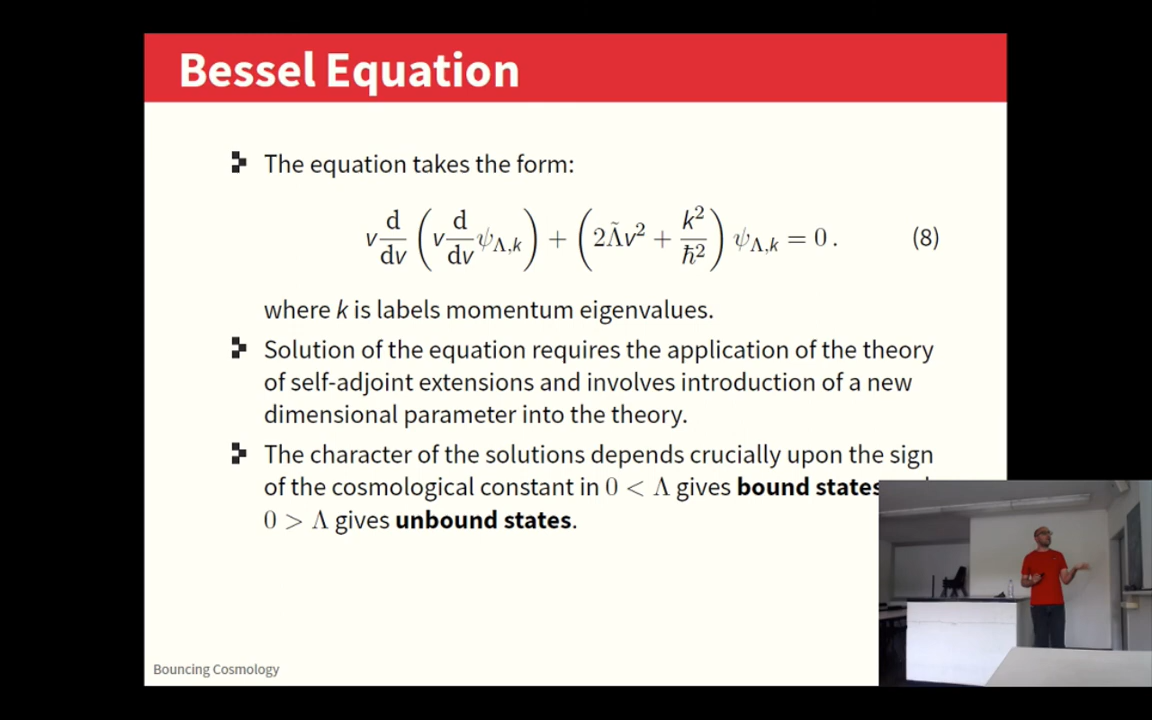 Bessel Equation
The equation takes the form:
v d/dv ( v d/dv ψ_Λ,k ) + ( 2Λ̃v² + k²/ħ² ) ψ_Λ,k = 0 . (8)
where k is labels momentum eigenvalues.
Solution of the equation requires the application of the theory
of self-adjoint extensions and involves introduction of a new
dimensional parameter into the theory.
The character of the solutions depends crucially upon the sign
of the cosmological constant in 0 < Λ gives bound states
0 > Λ gives unbound states.
Bouncing Cosmology